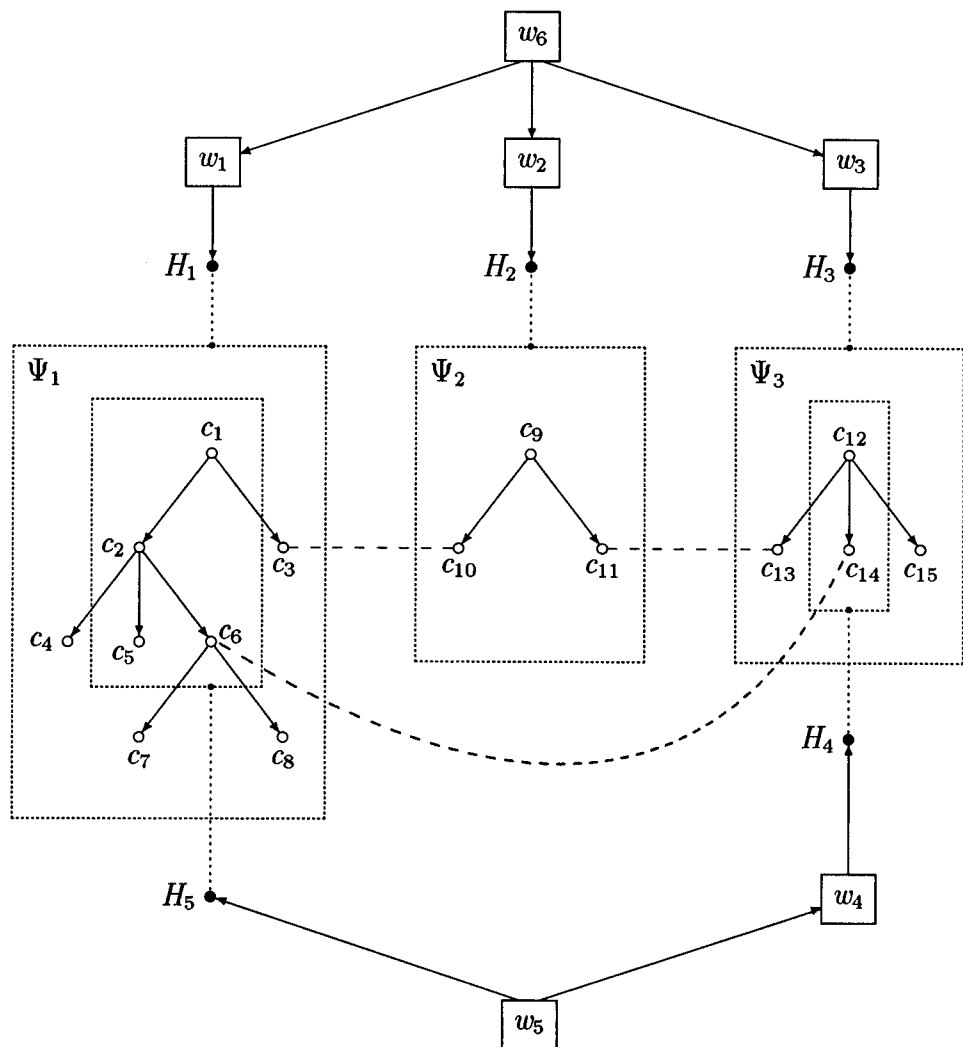 w₆
w₁ w₂ w₃
H₁ H₂ H₃
Ψ₁ Ψ₂ Ψ₃
c₁ c₉ c₁₂
c₂ c₃ c₁₀ c₁₁ c₁₃ c₁₄ c₁₅
c₄ c₅ c₆
c₇ c₈ H₄
H₅ w₄
w₅